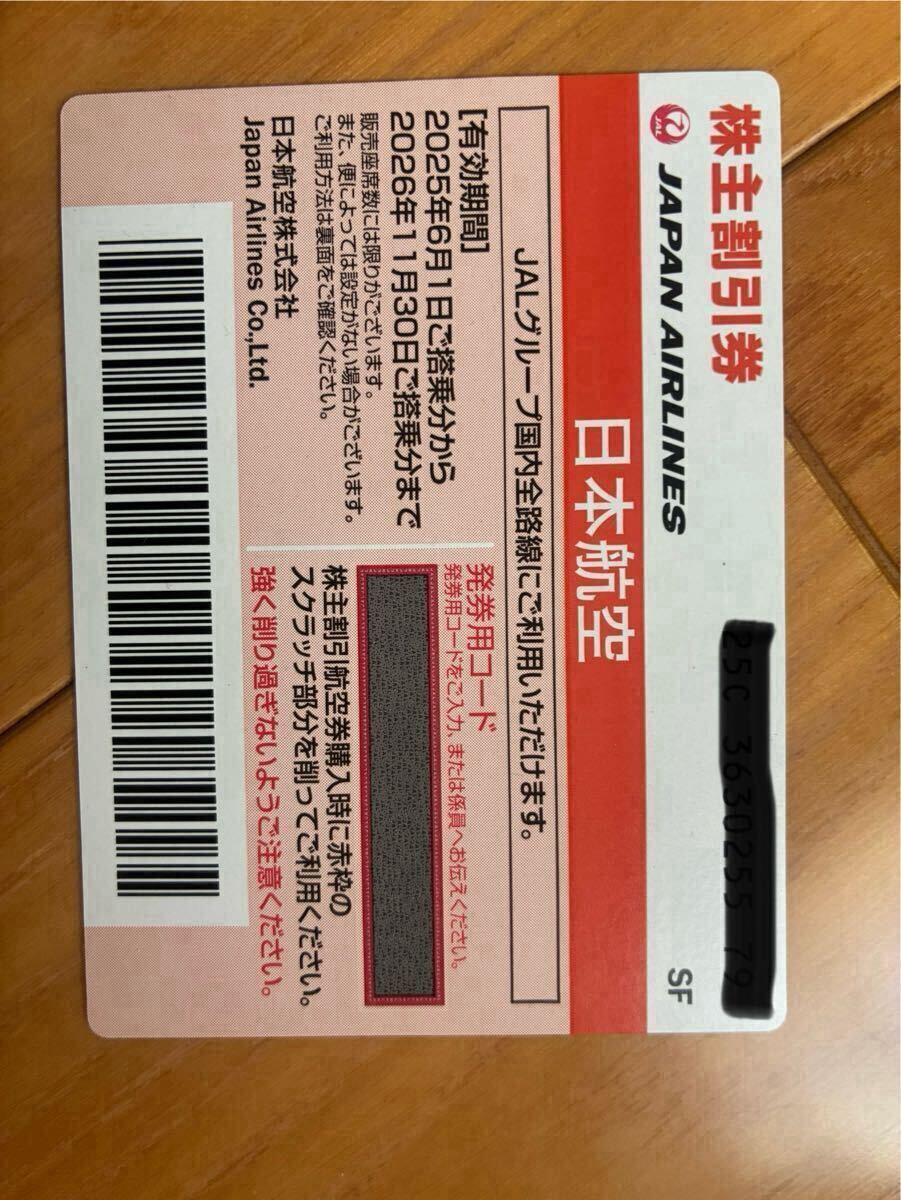 株主割引券
JAL JAPAN AIRLINES
SF
日本航空
JALグループ国内全路線にご利用いただけます。
[有効期間]
2025年6月1日ご搭乗分から
2026年11月30日ご搭乗分まで
販売座席数には限りがございます。
また、便によっては設定がない場合がございます。
ご利用方法は裏面をご確認ください。
日本航空株式会社
Japan Airlines Co.,Ltd.
発券用コード
発券用コードをご入力、または係員へお伝えください。
株主割引航空券購入時に赤枠の
スクラッチ部分を削ってご利用ください。
強く削り過ぎないようご注意ください。